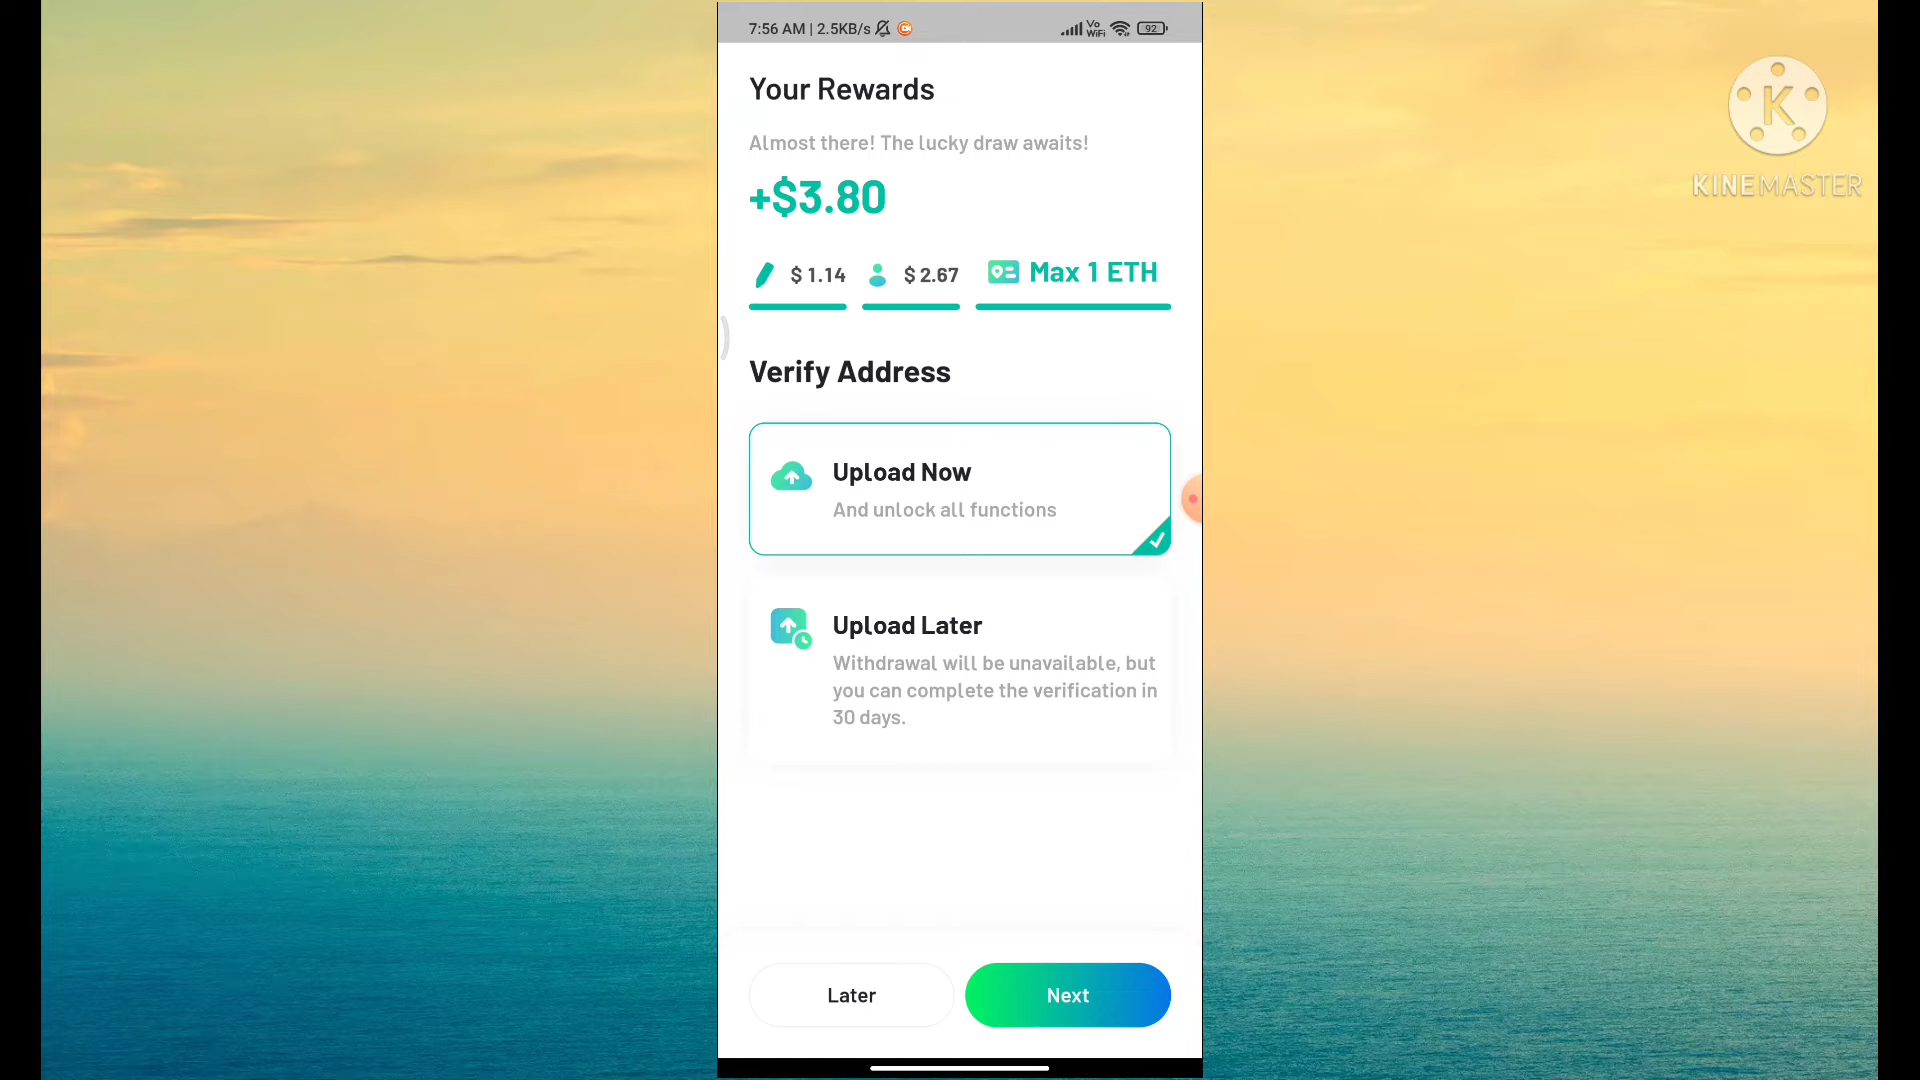 7:56 AM | 2.5KB/s
Vo
WiFi
92
K
KINEMASTER
Your Rewards
Almost there! The lucky draw awaits!
+$3.80
$ 1.14
$ 2.67
Max 1 ETH
Verify Address
Upload Now
And unlock all functions
Upload Later
Withdrawal will be unavailable, but
you can complete the verification in
30 days.
Later
Next